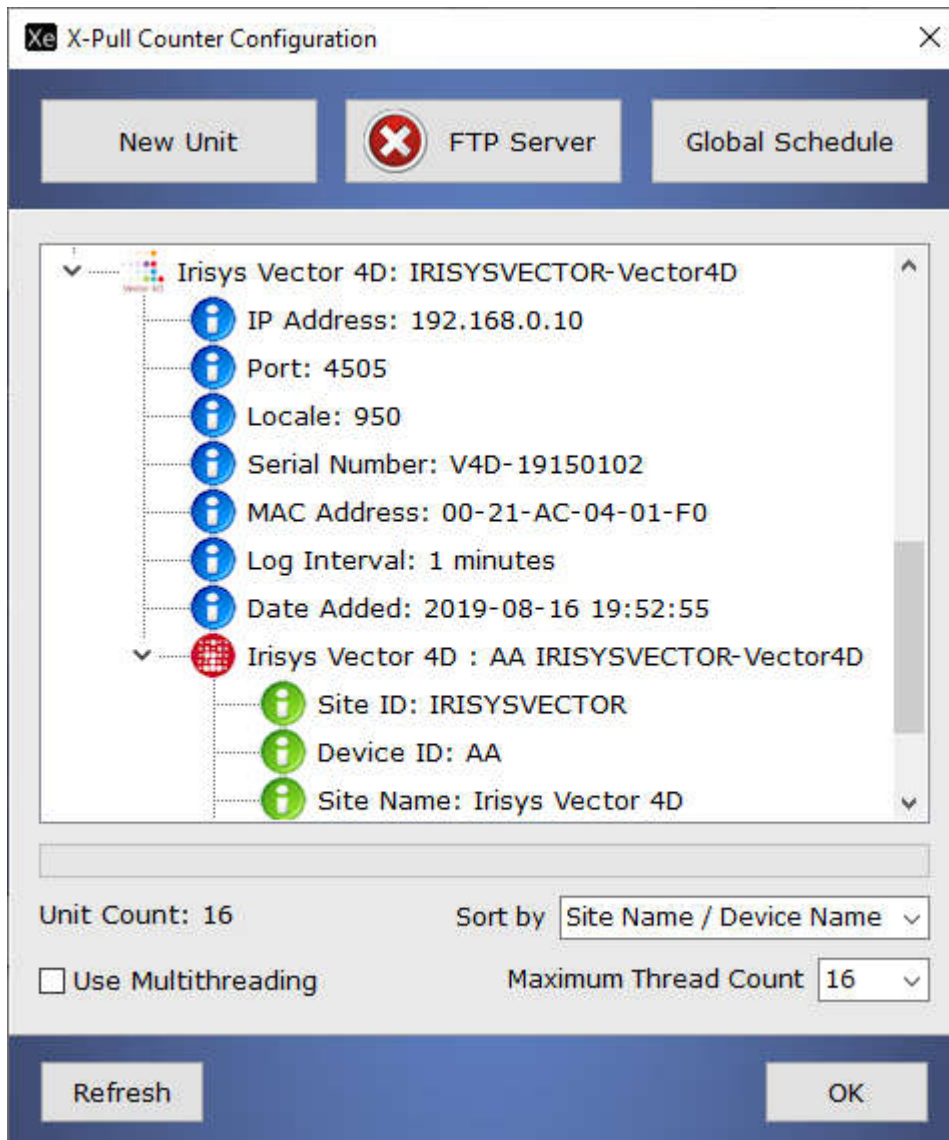 Xe X-Pull Counter Configuration
New Unit
FTP Server
Global Schedule
Irisys Vector 4D: IRISYSVECTOR-Vector4D
IP Address: 192.168.0.10
Port: 4505
Locale: 950
Serial Number: V4D-19150102
MAC Address: 00-21-AC-04-01-F0
Log Interval: 1 minutes
Date Added: 2019-08-16 19:52:55
Irisys Vector 4D : AA IRISYSVECTOR-Vector4D
Site ID: IRISYSVECTOR
Device ID: AA
Site Name: Irisys Vector 4D
Unit Count: 16
Sort by Site Name / Device Name
Use Multithreading
Maximum Thread Count 16
Refresh
OK